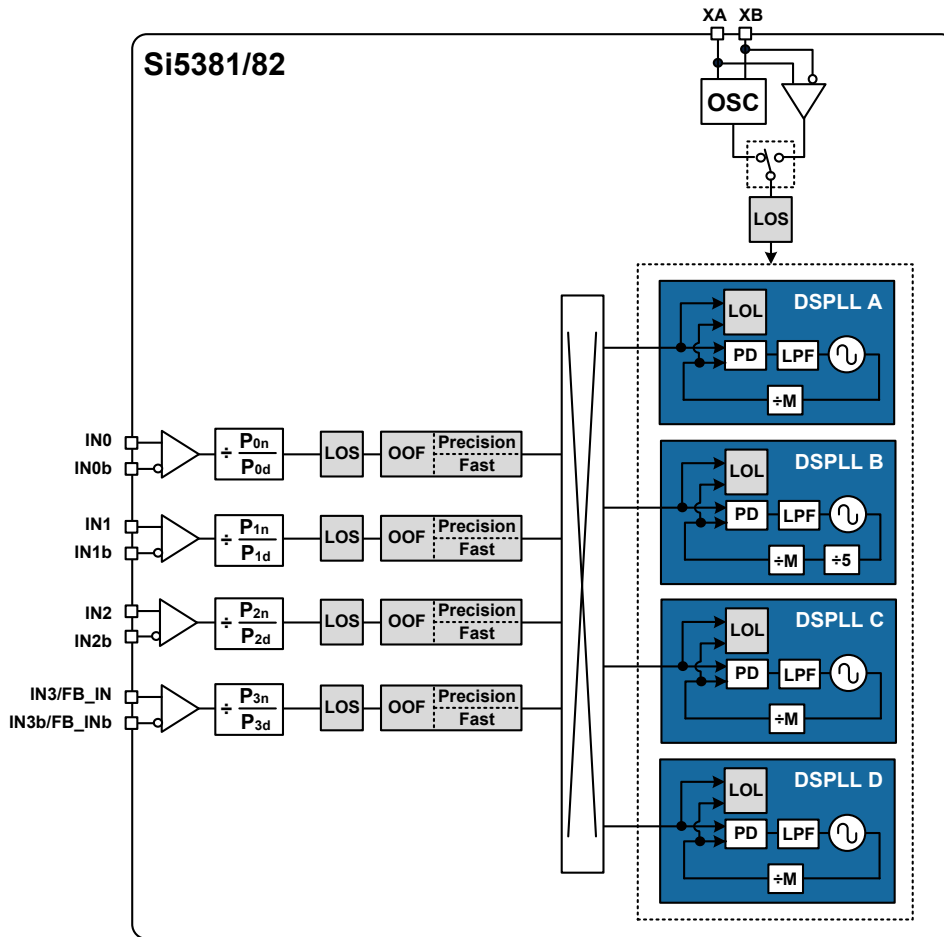 XA XB
Si5381/82
OSC
LOS
DSPLL A
LOL
PD LPF
÷M
DSPLL B
LOL
PD LPF
÷M ÷5
DSPLL C
LOL
PD LPF
÷M
DSPLL D
LOL
PD LPF
÷M
IN0
IN0b
÷ P0n
P0d
LOS
OOF
Precision
Fast
IN1
IN1b
÷ P1n
P1d
LOS
OOF
Precision
Fast
IN2
IN2b
÷ P2n
P2d
LOS
OOF
Precision
Fast
IN3/FB_IN
IN3b/FB_INb
÷ P3n
P3d
LOS
OOF
Precision
Fast